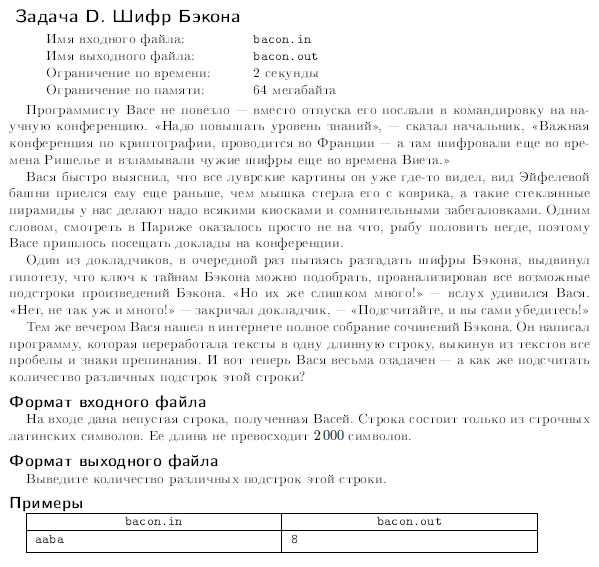 Задача D. Шифр Бэкона
Имя входного файла: bacon.in
Имя выходного файла: bacon.out
Ограничение по времени: 2 секунды
Ограничение по памяти: 64 мегабайта
Программисту Васе не повезло — вместо отпуска его послали в командировку на на-
учную конференцию. «Надо повышать уровень знаний», — сказал начальник, «Важная
конференция по криптографии, проводится во Франции — а там шифровали еще во вре-
мена Ришелье и взламывали чужие шифры еще во времена Виета.»
Вася быстро выяснил, что все луврские картины он уже где-то видел, вид Эйфелевой
башни приелся ему еще раньше, чем мышка стерла его с коврика, а такие стеклянные
пирамиды у нас делают надо всякими киосками и сомнительными забегаловками. Одним
словом, смотреть в Париже оказалось просто не на что, рыбу половить негде, поэтому
Васе пришлось посещать доклады на конференции.
Один из докладчиков, в очередной раз пытаясь разгадать шифры Бэкона, выдвинул
гипотезу, что ключ к тайнам Бэкона можно подобрать, проанализировав все возможные
подстроки произведений Бэкона. «Но их же слишком много!» — вслух удивился Вася.
«Нет, не так уж и много!» — закричал докладчик, — «Подсчитайте, и вы сами убедитесь!»
Тем же вечером Вася нашел в интернете полное собрание сочинений Бэкона. Он написал
программу, которая переработала тексты в одну длинную строку, выкинув из текстов все
пробелы и знаки препинания. И вот теперь Вася весьма озадачен — а как же подсчитать
количество различных подстрок этой строки?
Формат входного файла
На входе дана непустая строка, полученная Васей. Строка состоит только из строчных
латинских символов. Ее длина не превосходит 2 000 символов.
Формат выходного файла
Выведите количество различных подстрок этой строки.
Примеры
bacon.in bacon.out
aaba 8